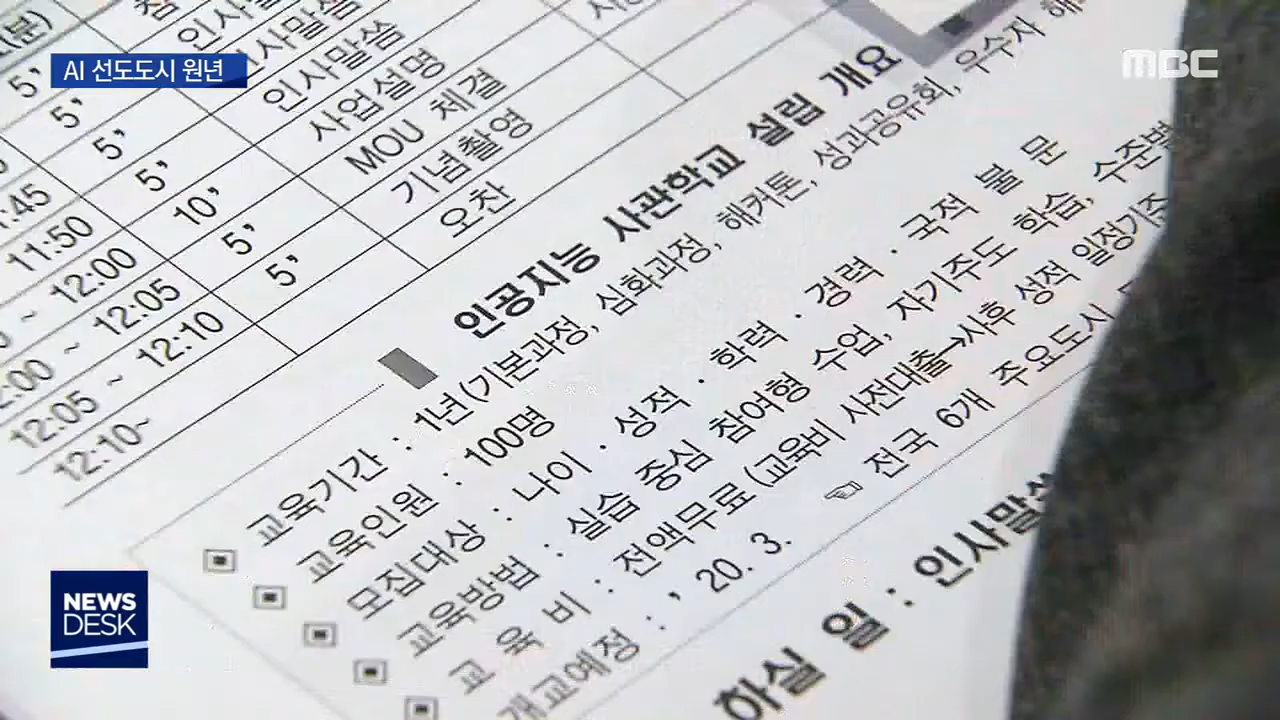 AI 선도도시 원년
MBC
(분)
5’
5’ 인사말씀
5’ 인사말씀
:45 5’ 인사말씀
11:50 10’ 사업설명
~ 12:00 5’ MOU 체결
:00 ~ 12:05 5’ 기념촬영
12:05 ~ 12:10 오찬
12:10~
인공지능 사관학교 설립 개요
▣ 교육기간 : 1년(기본과정, 심화과정, 해커톤, 성과공유회, 우수자
▣ 교육인원 : 100명
▣ 모집대상 : 나이 · 성적 · 학력 · 경력 · 국적 불 문
▣ 교육방법 : 실습 중심 참여형 수업, 자기주도 학습, 수준별
▣ 교 육 비 : 전액무료 (교육비 사전대출→사후 성적 일정기준
개교예정 : ’20. 3. ☜ 전국 6개 주요도시
하실 일 : 인사말씀
NEWS
DESK